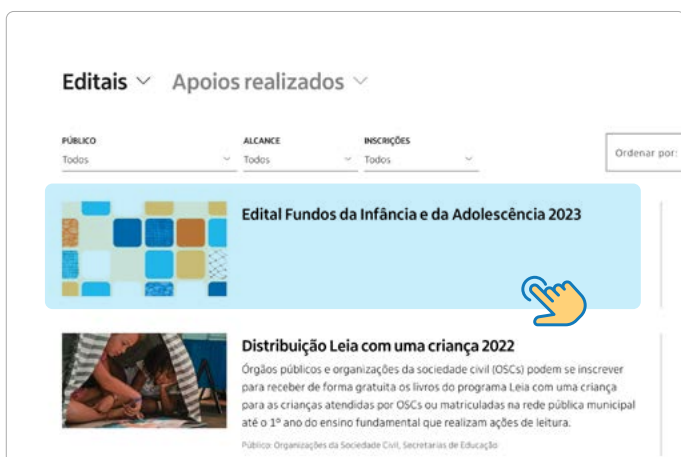 Editais Apoios realizados
PÚBLICO ALCANCE INSCRIÇÕES
Todos Todos Todos Ordenar por:
Edital Fundos da Infância e da Adolescência 2023
Distribuição Leia com uma criança 2022
Órgãos públicos e organizações da sociedade civil (OSCs) podem se inscrever
para receber de forma gratuita os livros do programa Leia com uma criança
para as crianças atendidas por OSCs ou matriculadas na rede pública municipal
até o 1º ano do ensino fundamental que realizam ações de leitura.
Público: Organizações da Sociedade Civil, Secretarias de Educação